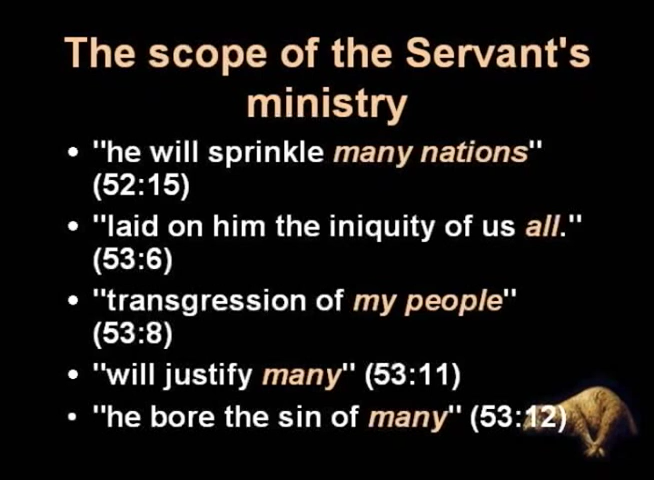 The scope of the Servant's
ministry
• "he will sprinkle many nations"
(52:15)
• "laid on him the iniquity of us all."
(53:6)
• "transgression of my people"
(53:8)
• "will justify many" (53:11)
• "he bore the sin of many" (53:12)